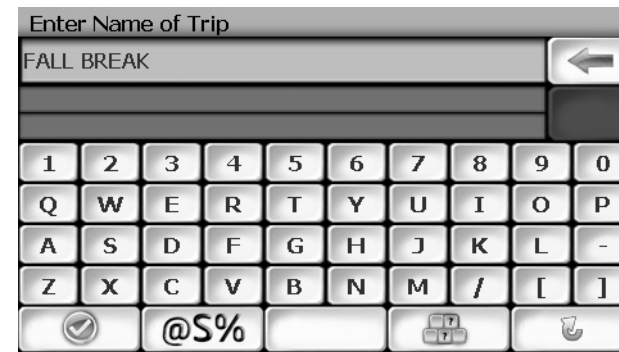 Enter Name of Trip
FALL BREAK
1 2 3 4 5 6 7 8 9 0
Q W E R T Y U I O P
A S D F G H J K L -
Z X C V B N M / [ ]
@S% ? ?